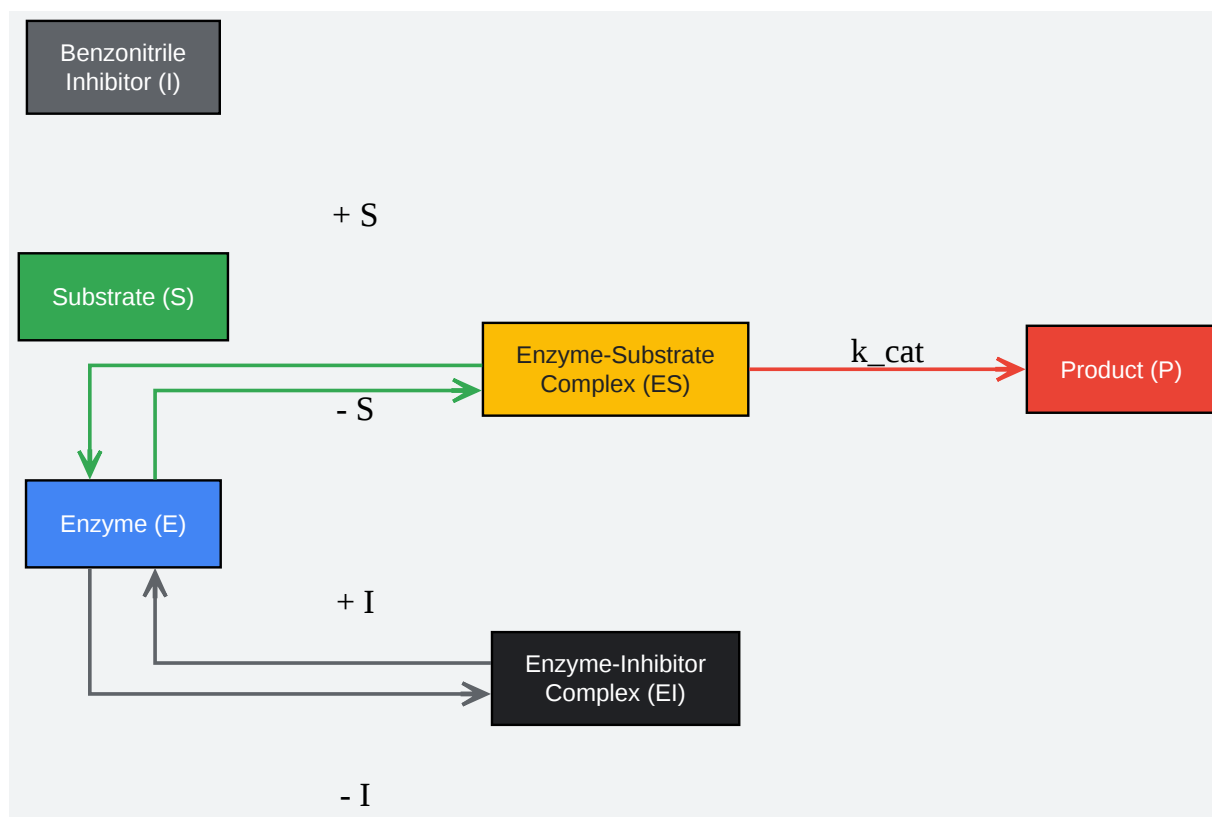 Benzonitrile
Inhibitor (I)
+ S
Substrate (S)
Enzyme-Substrate
Complex (ES)
k_cat
Product (P)
- S
Enzyme (E)
+ I
Enzyme-Inhibitor
Complex (EI)
- I